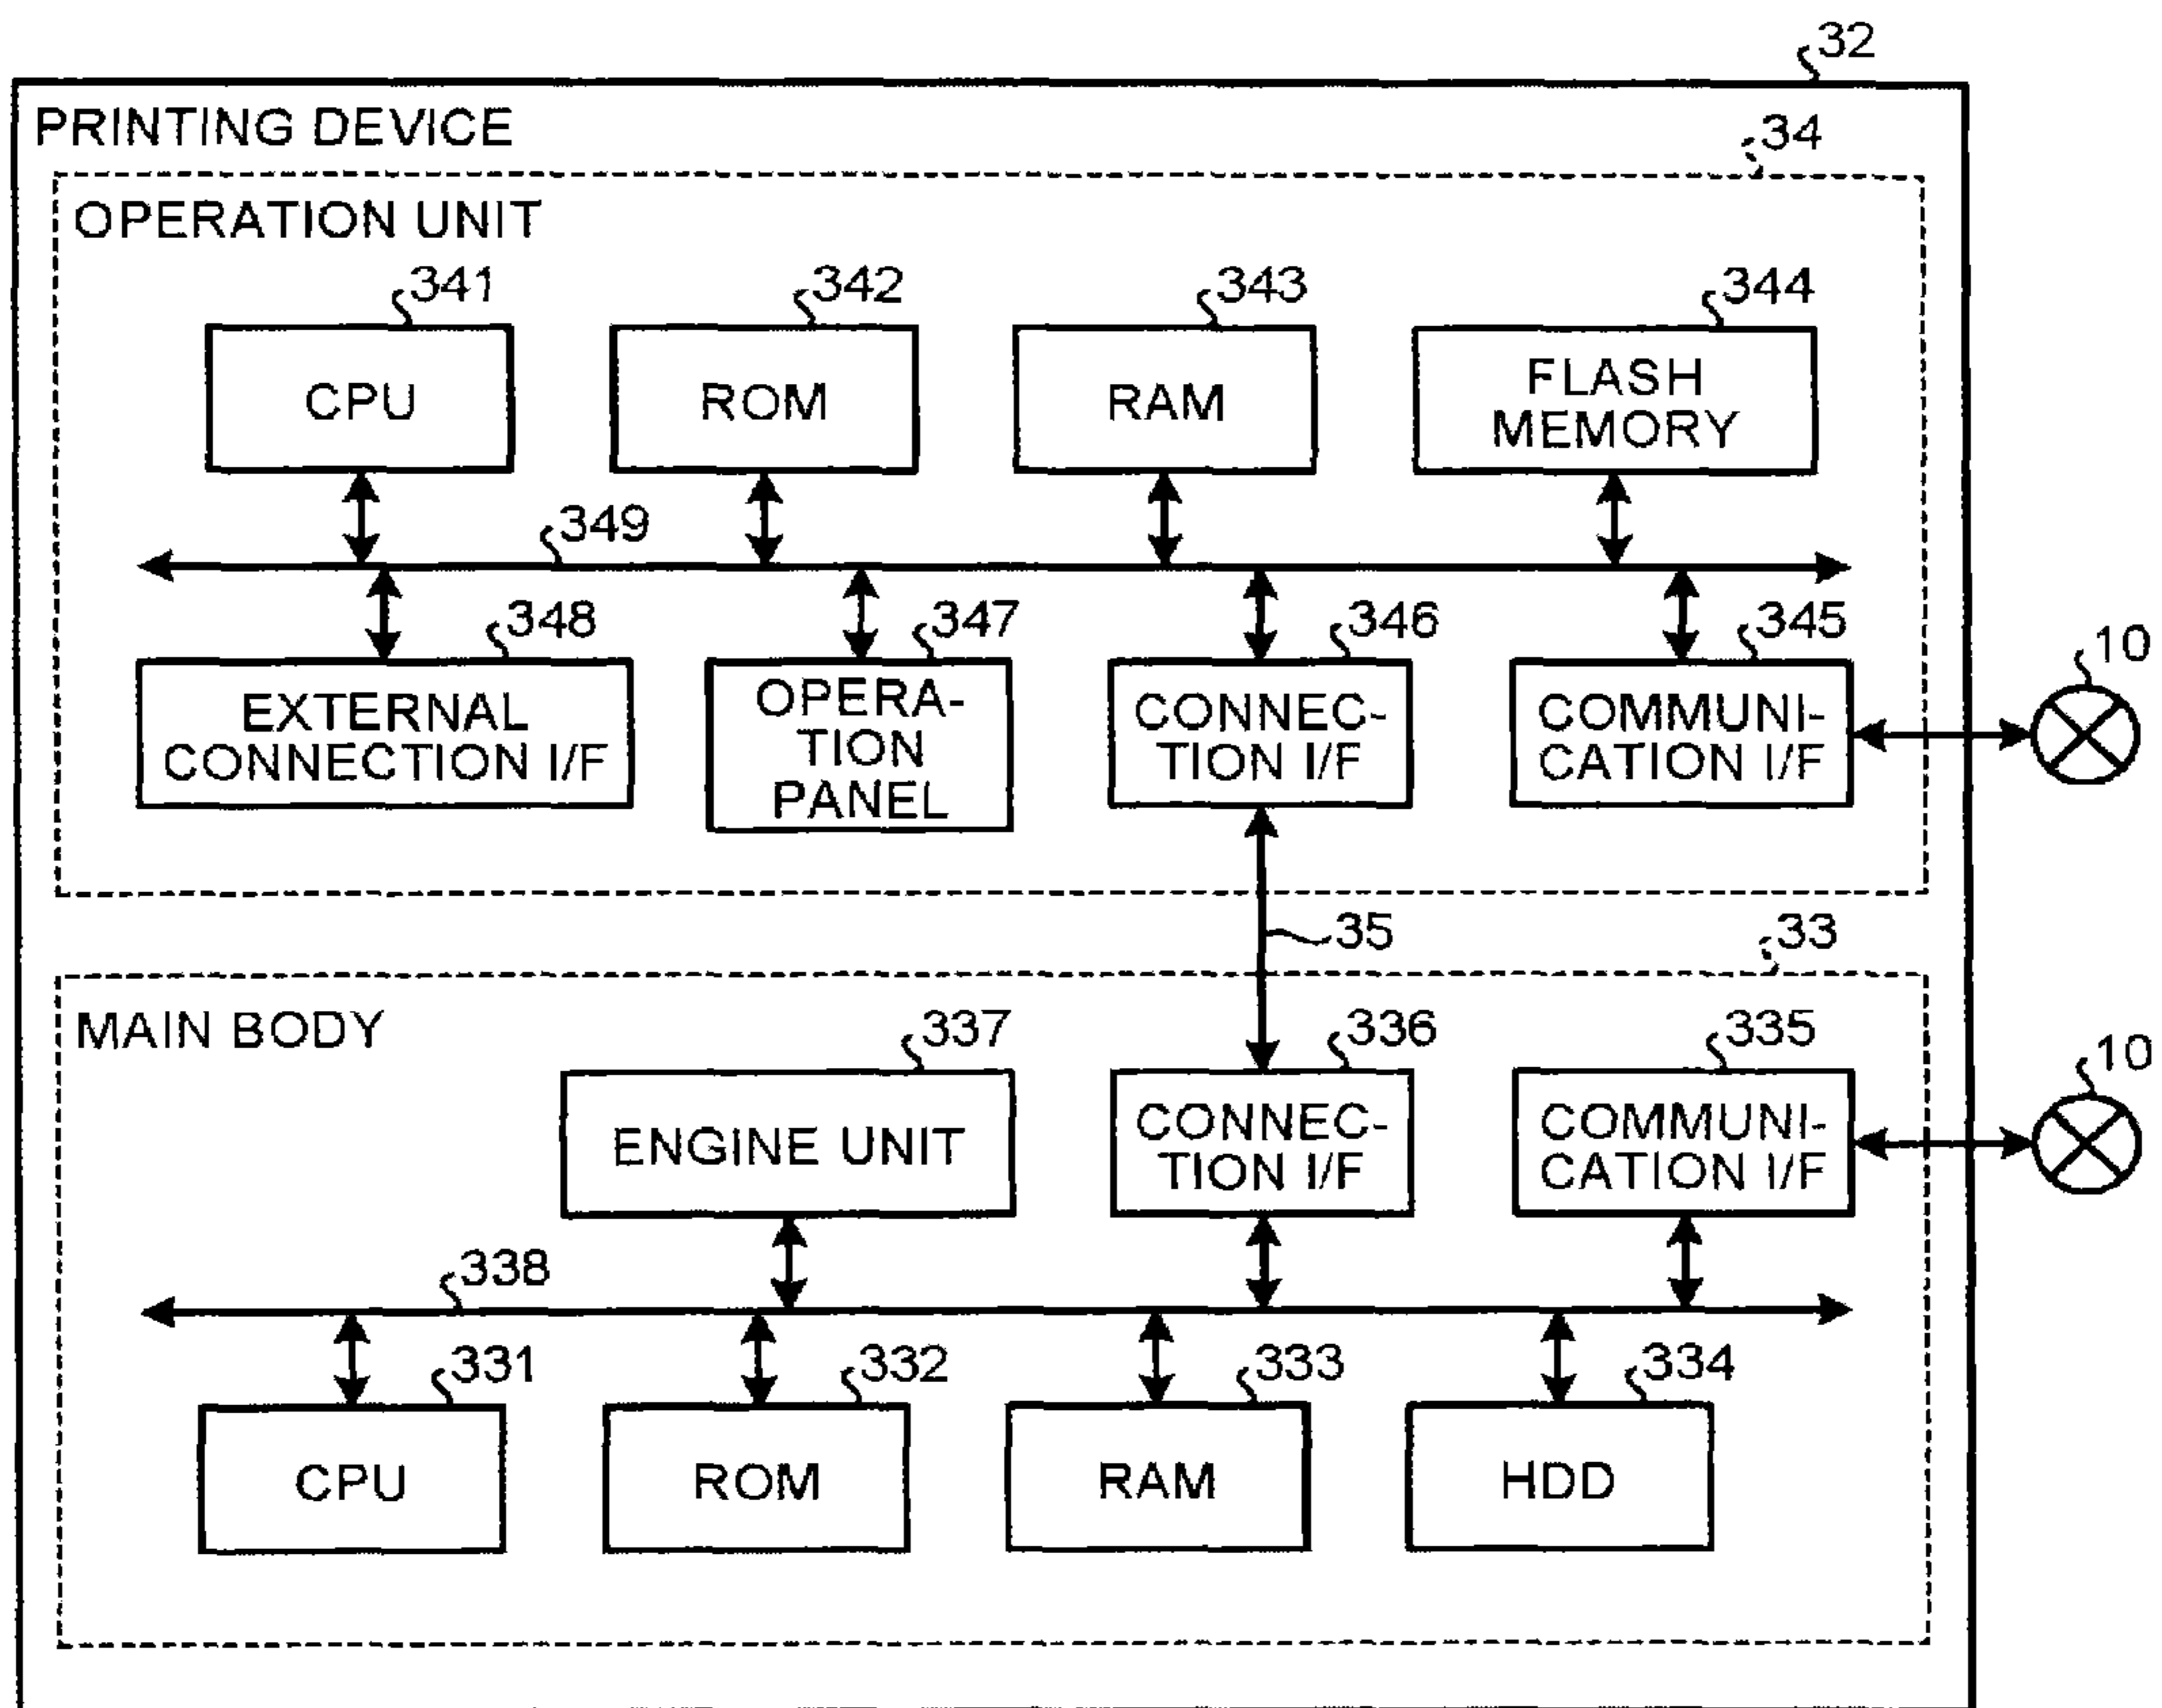 32
PRINTING DEVICE
34
OPERATION UNIT
341
342
343
344
CPU
ROM
RAM
FLASH
MEMORY
349
348
347
346
345
10
EXTERNAL
CONNECTION I/F
OPERA-
TION
PANEL
CONNEC-
TION I/F
COMMUNI-
CATION I/F
35
33
MAIN BODY
337
336
335
10
ENGINE UNIT
CONNEC-
TION I/F
COMMUNI-
CATION I/F
338
331
332
333
334
CPU
ROM
RAM
HDD